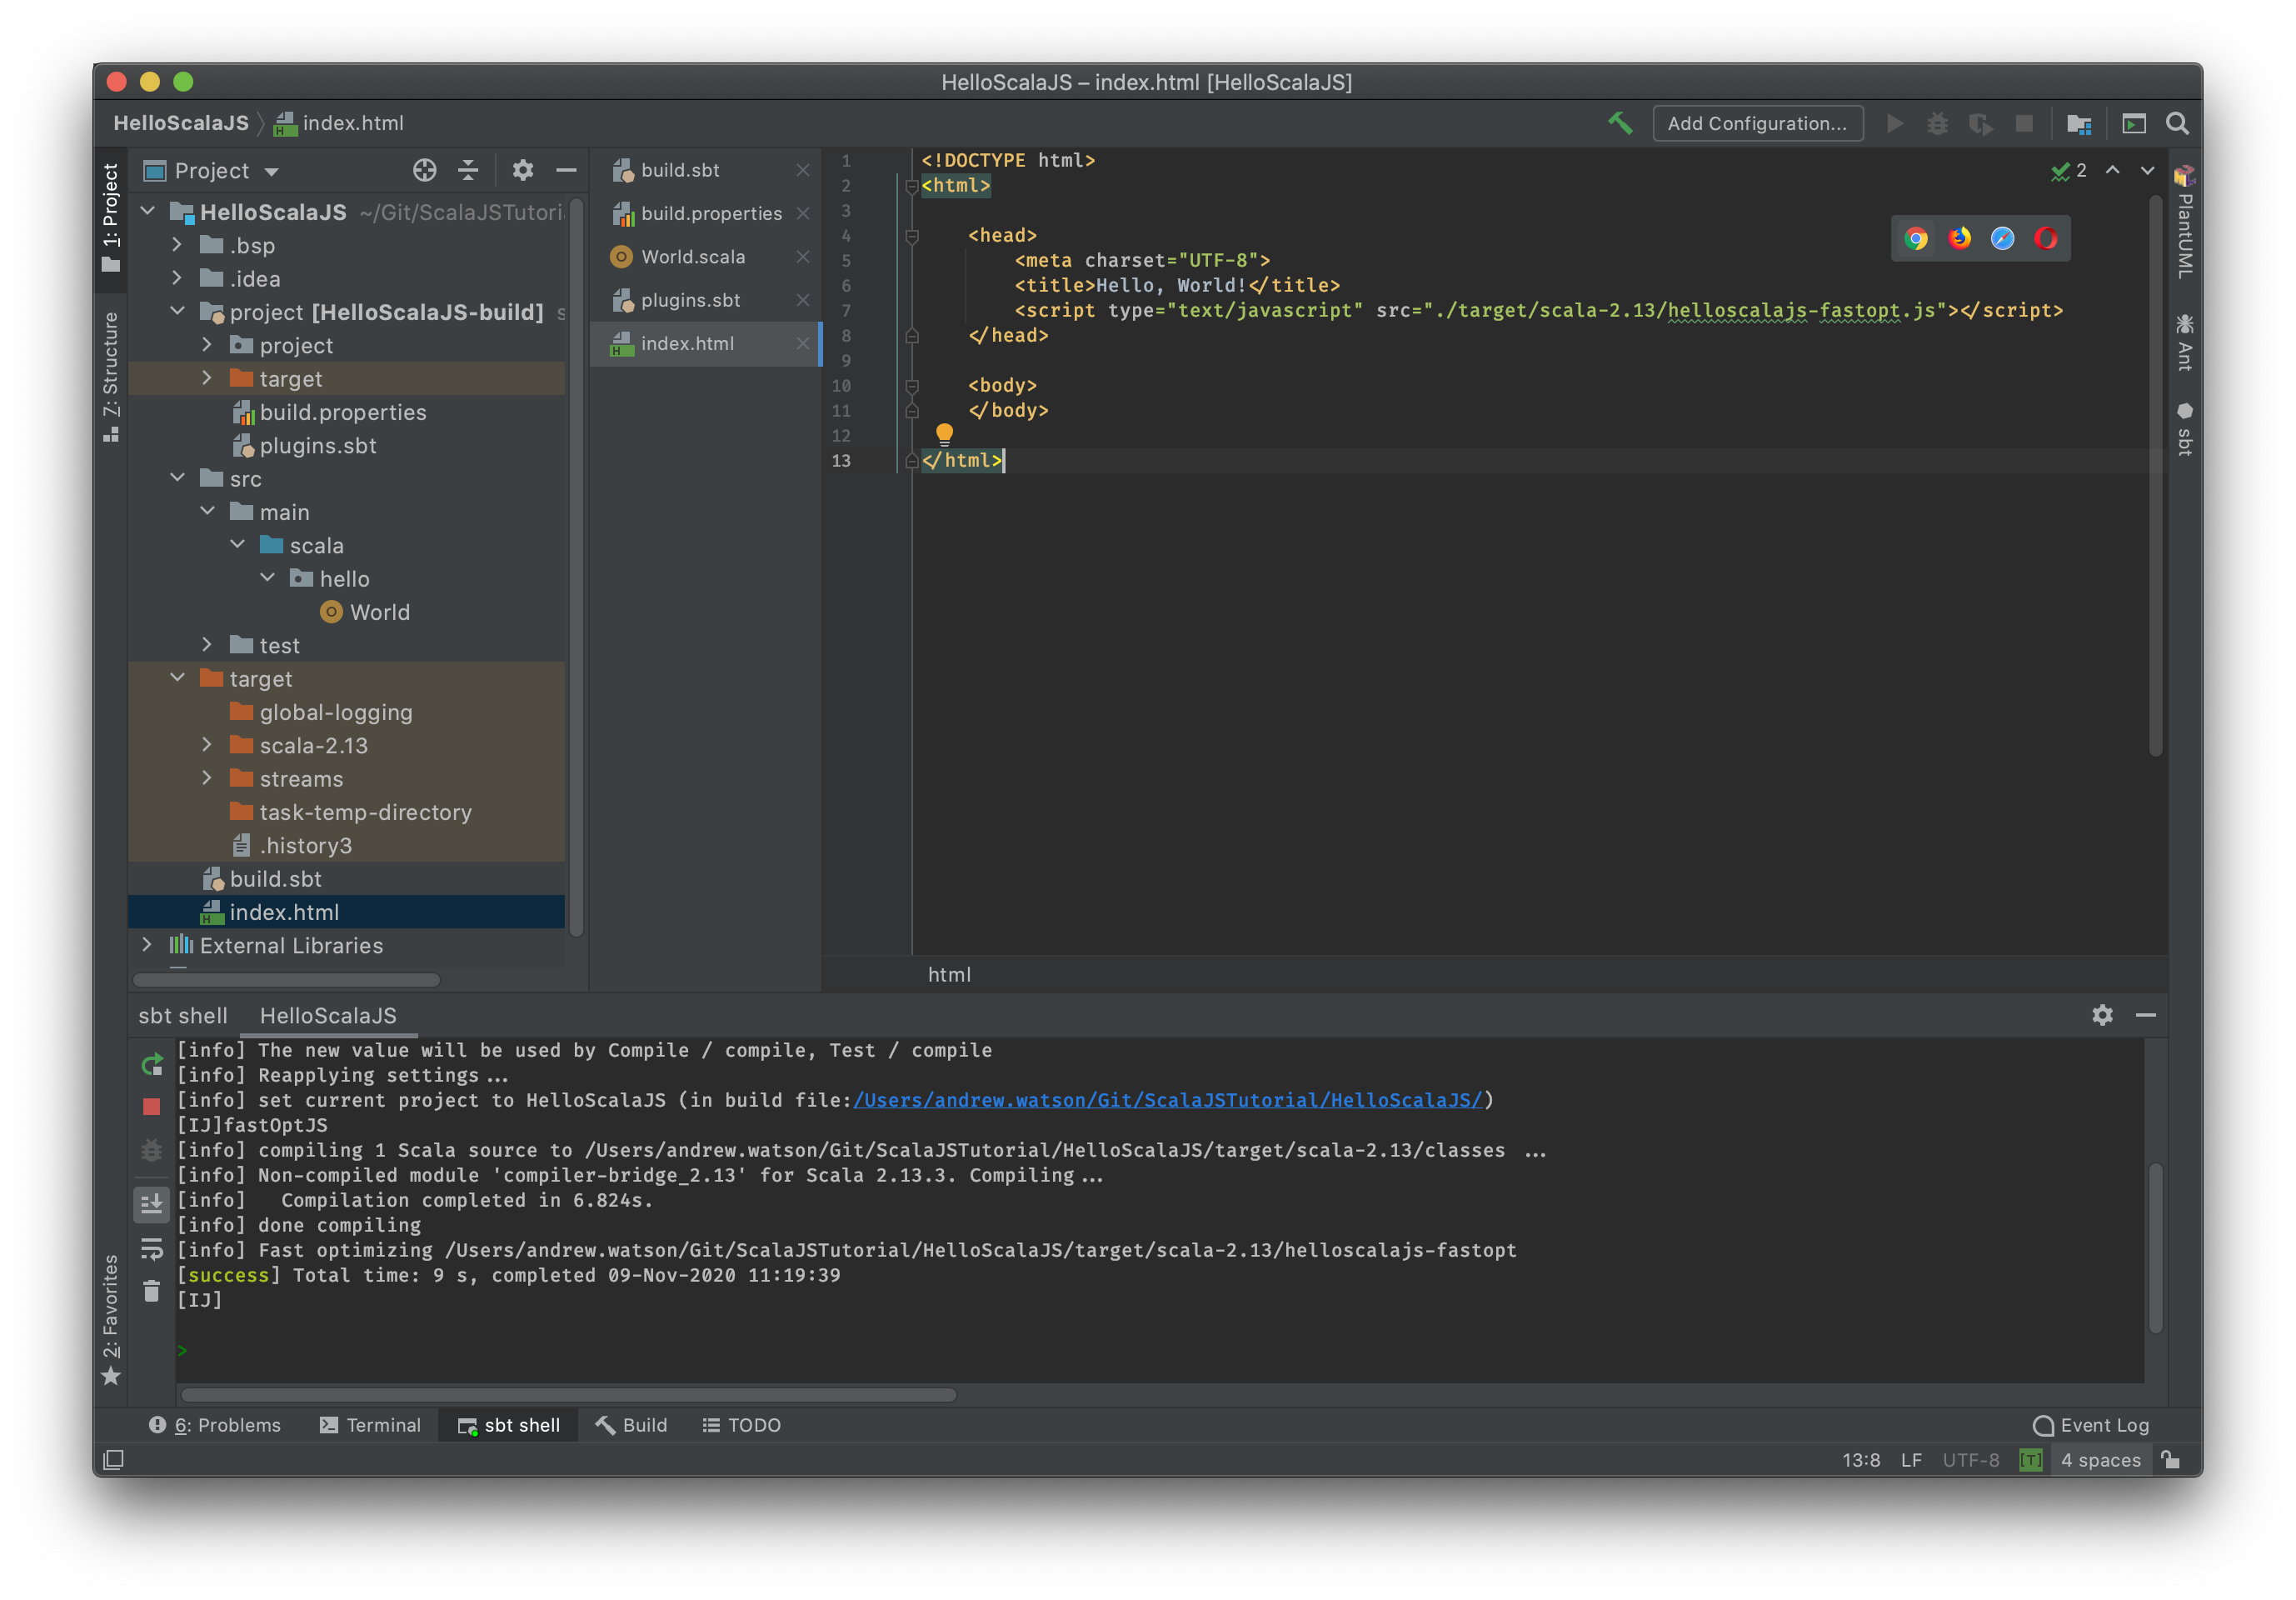 HelloScalaJS – index.html [HelloScalaJS]
HelloScalaJS index.html
Add Configuration...
1: Project
7: Structure
2: Favorites
Project
HelloScalaJS ~/Git/ScalaJSTutori
.bsp
.idea
project [HelloScalaJS-build] s
project
target
build.properties
plugins.sbt
src
main
scala
hello
World
test
target
global-logging
scala-2.13
streams
task-temp-directory
.history3
build.sbt
index.html
External Libraries
build.sbt
build.properties
World.scala
plugins.sbt
index.html
1 <!DOCTYPE html>
2 <html>
3
4 <head>
5 <meta charset="UTF-8">
6 <title>Hello, World!</title>
7 <script type="text/javascript" src="./target/scala-2.13/helloscalajs-fastopt.js"></script>
8 </head>
9
10 <body>
11 </body>
12
13 </html>
2
html
PlantUML
Ant
sbt
sbt shell HelloScalaJS
[info] The new value will be used by Compile / compile, Test / compile
[info] Reapplying settings...
[info] set current project to HelloScalaJS (in build file:/Users/andrew.watson/Git/ScalaJSTutorial/HelloScalaJS/)
[IJ]fastOptJS
[info] compiling 1 Scala source to /Users/andrew.watson/Git/ScalaJSTutorial/HelloScalaJS/target/scala-2.13/classes ...
[info] Non-compiled module 'compiler-bridge_2.13' for Scala 2.13.3. Compiling...
[info]   Compilation completed in 6.824s.
[info] done compiling
[info] Fast optimizing /Users/andrew.watson/Git/ScalaJSTutorial/HelloScalaJS/target/scala-2.13/helloscalajs-fastopt
[success] Total time: 9 s, completed 09-Nov-2020 11:19:39
[IJ]
>
6: Problems Terminal sbt shell Build TODO Event Log
13:8 LF UTF-8 [T] 4 spaces